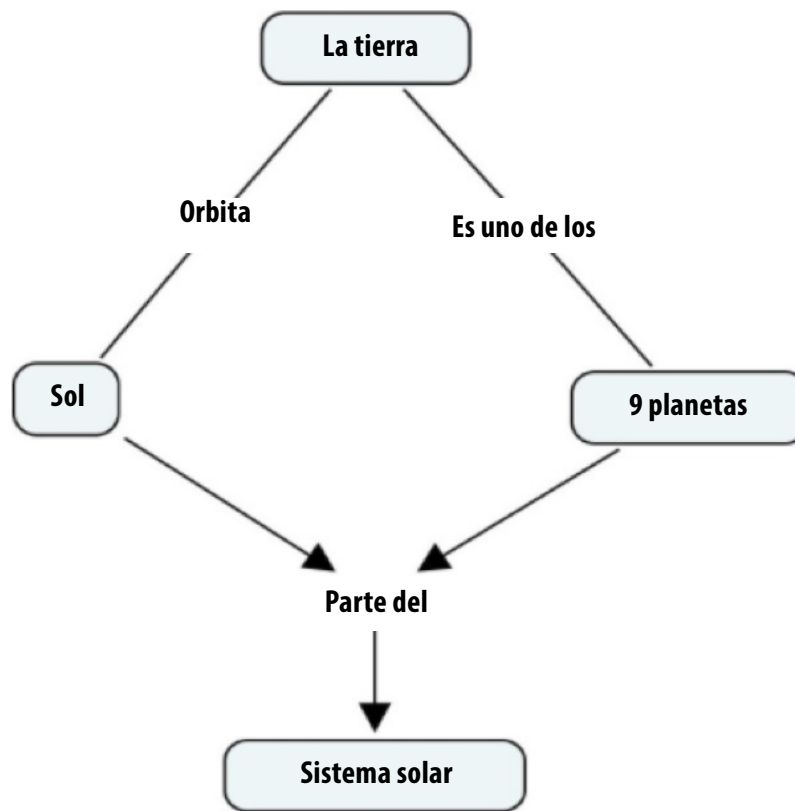 La tierra
Orbita
Es uno de los
Sol
9 planetas
Parte del
Sistema solar